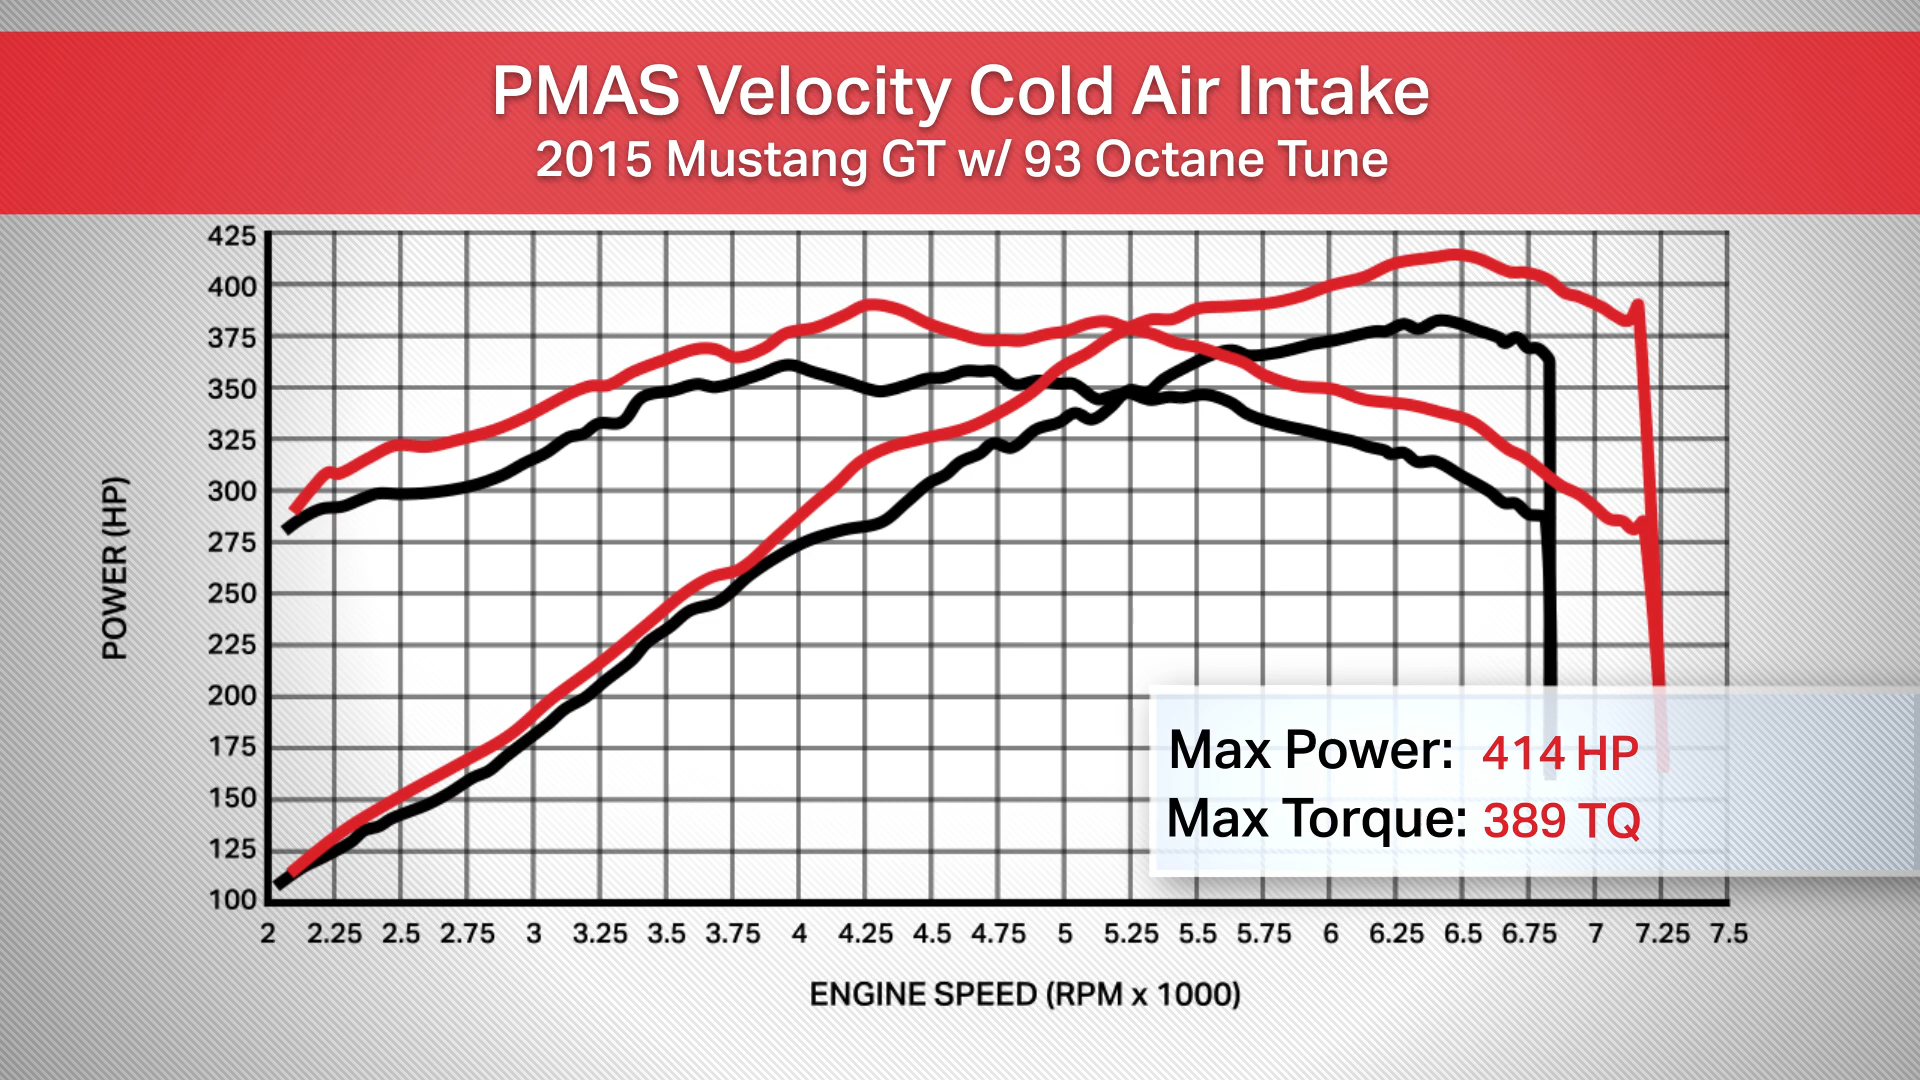 PMAS Velocity Cold Air Intake
2015 Mustang GT w/ 93 Octane Tune
425
400
375
350
325
300
275
250
225
200
175
150
125
100
POWER (HP)
Max Power: 414 HP
Max Torque: 389 TQ
2 2.25 2.5 2.75 3 3.25 3.5 3.75 4 4.25 4.5 4.75 5 5.25 5.5 5.75 6 6.25 6.5 6.75 7 7.25 7.5
ENGINE SPEED (RPM x 1000)